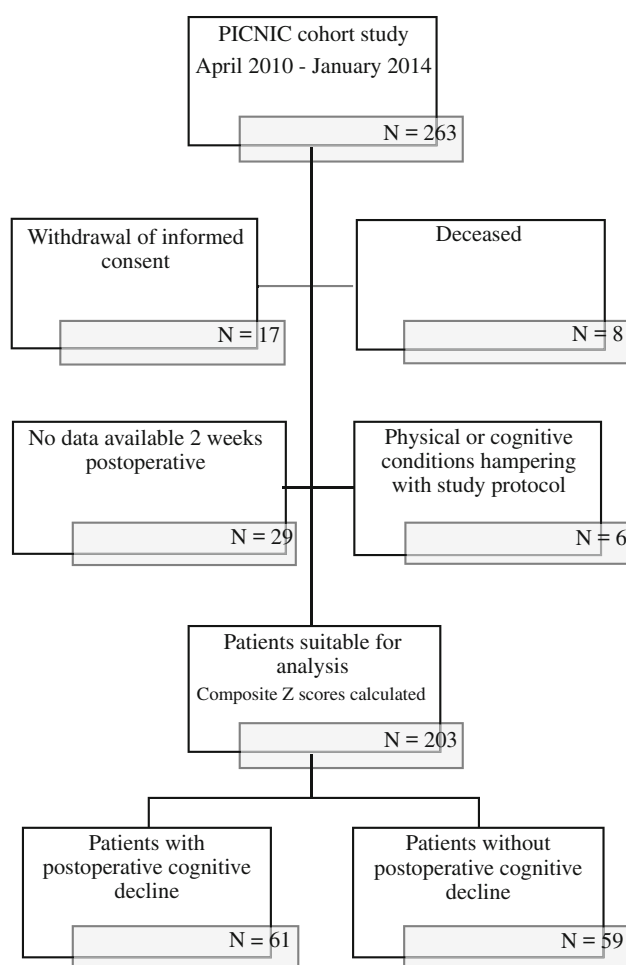 PICNIC cohort study
April 2010 - January 2014
N = 263
Withdrawal of informed
consent
N = 17
Deceased
N = 8
No data available 2 weeks
postoperative
N = 29
Physical or cognitive
conditions hampering
with study protocol
N = 6
Patients suitable for
analysis
Composite Z scores calculated
N = 203
Patients with
postoperative cognitive
decline
N = 61
Patients without
postoperative cognitive
decline
N = 59